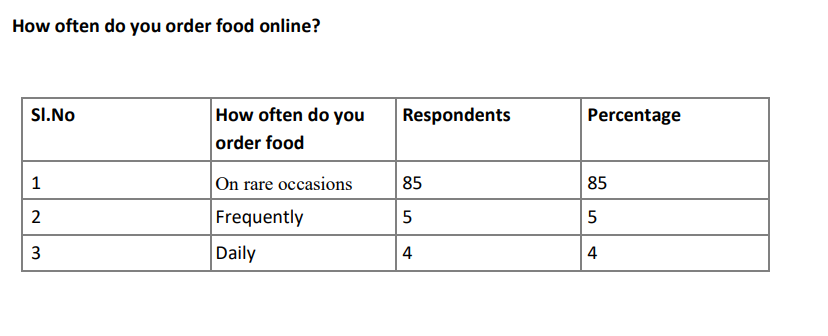 How often do you order food online?
Sl.No How often do you order food Respondents Percentage
1 On rare occasions 85 85
2 Frequently 5 5
3 Daily 4 4